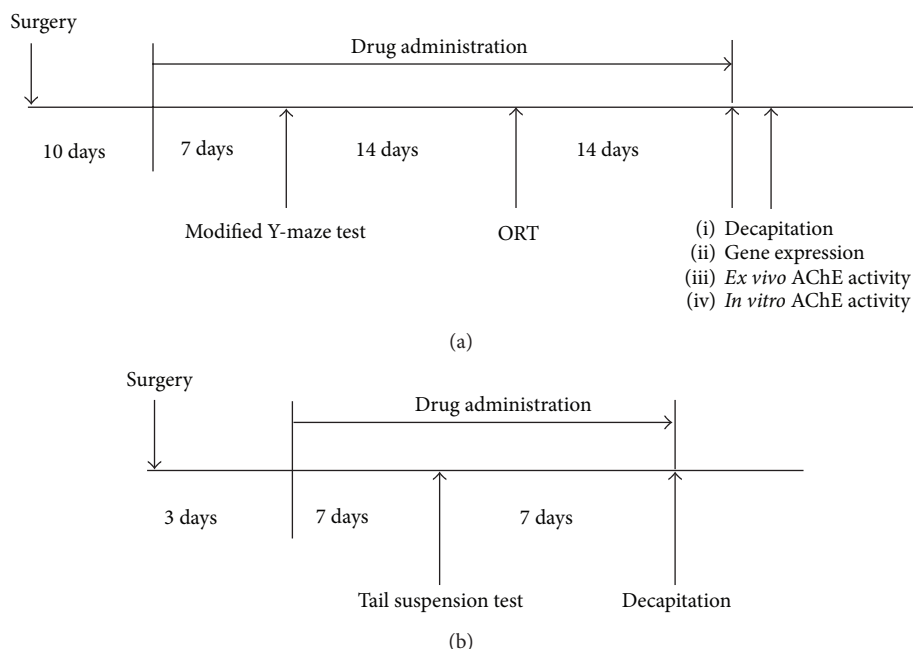 Surgery
Drug administration
10 days
7 days
14 days
14 days
Modified Y-maze test
ORT
(i) Decapitation
(ii) Gene expression
(iii) Ex vivo AChE activity
(iv) In vitro AChE activity
(a)
Surgery
Drug administration
3 days
7 days
7 days
Tail suspension test
Decapitation
(b)